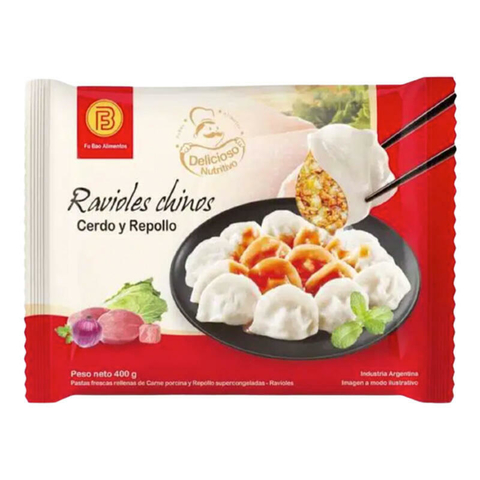 FB
Fu Bao Alimentos
Delicioso
Nutritivo
Ravioles chinos
Cerdo y Repollo
Peso neto 400 g
Pastas frescas rellenas de Carne porcina y Repollo supercongeladas - Ravioles
Industria Argentina
Imagen a modo ilustrativo